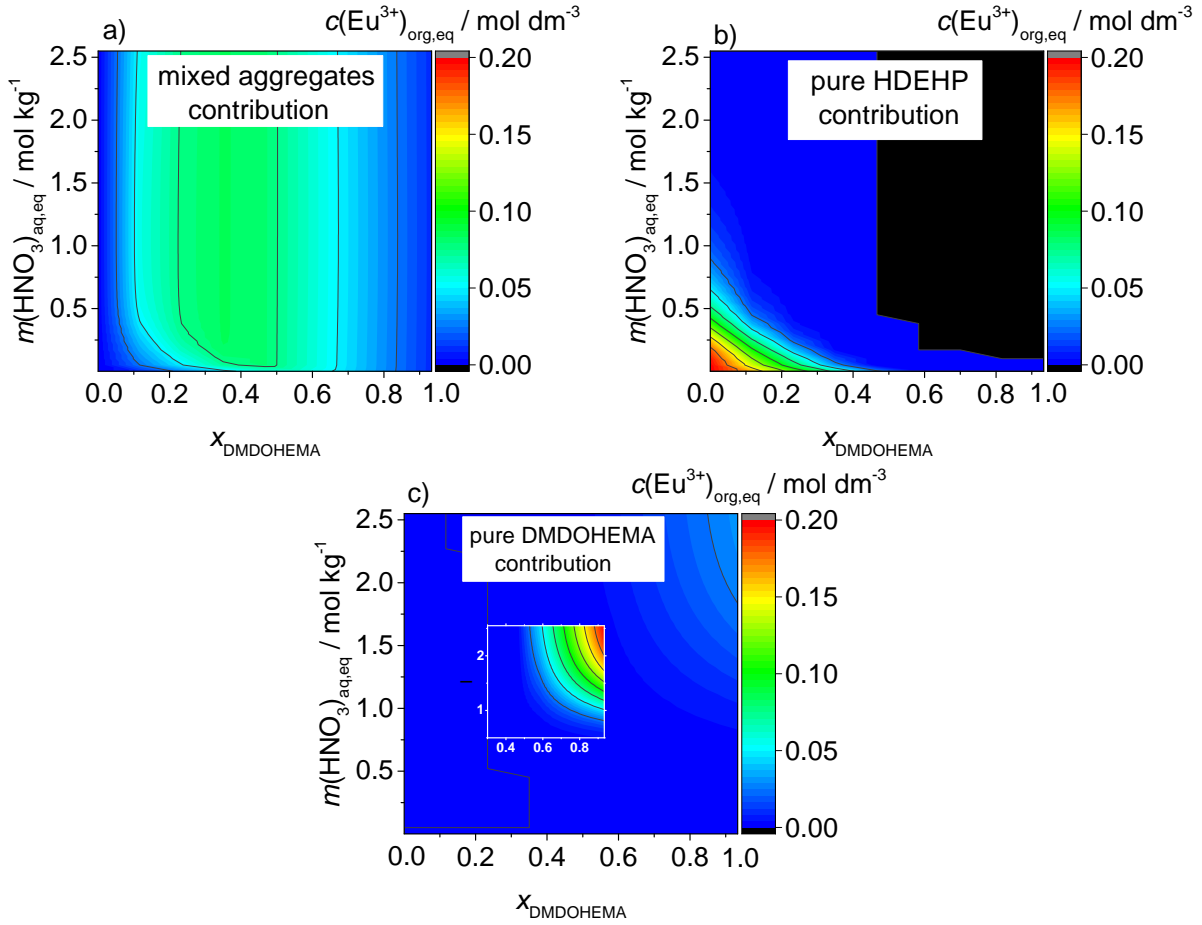 a)
c(Eu³⁺)org,eq / mol dm⁻³
mixed aggregates
contribution
2.5
2.0
1.5
1.0
0.5
m(HNO₃)aq,eq / mol kg⁻¹
0.0 0.2 0.4 0.6 0.8 1.0
xDMDOHEMA
0.20
0.15
0.10
0.05
0.00
b)
c(Eu³⁺)org,eq / mol dm⁻³
pure HDEHP
contribution
2.5
2.0
1.5
1.0
0.5
m(HNO₃)aq,eq / mol kg⁻¹
0.0 0.2 0.4 0.6 0.8 1.0
xDMDOHEMA
0.20
0.15
0.10
0.05
0.00
c)
c(Eu³⁺)org,eq / mol dm⁻³
pure DMDOHEMA
contribution
2.5
2.0
1.5
1.0
0.5
m(HNO₃)aq,eq / mol kg⁻¹
2
1
0.4 0.6 0.8
0.0 0.2 0.4 0.6 0.8 1.0
xDMDOHEMA
0.20
0.15
0.10
0.05
0.00